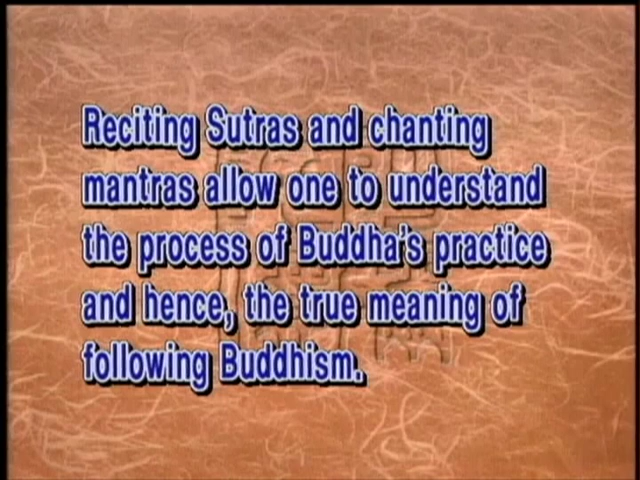 Reciting Sutras and chanting
mantras allow one to understand
the process of Buddha's practice
and hence, the true meaning of
following Buddhism.